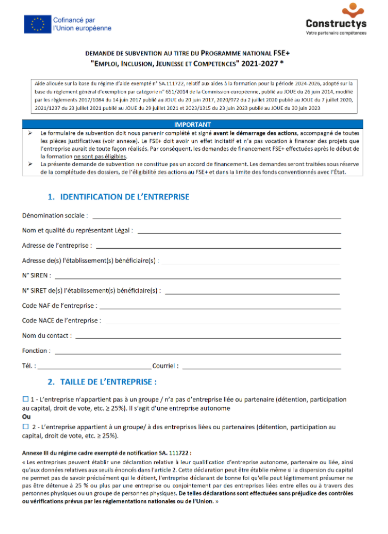 Cofinancé par
l'Union européenne
Constructys
Votre partenaire compétences
DEMANDE DE SUBVENTION AU TITRE DU PROGRAMME NATIONAL FSE+
"EMPLOI, INCLUSION, JEUNESSE ET COMPETENCES" 2021-2027 *
Aide allouée sur la base du régime d'aide exempté n° SA.111722, relatif aux aides à la formation pour la période 2024-2026, adopté sur la
base du règlement général d'exemption par catégorie n° 651/2014 de la Commission européenne, publié au JOUE du 26 juin 2014, modifié
par les règlements 2017/1084 du 14 juin 2017 publié au JOUE du 20 juin 2017, 2020/972 du 2 juillet 2020 publié au JOUE du 7 juillet 2020,
2021/1237 du 23 juillet 2021 publié au JOUE du 29 juillet 2021 et 2023/1315 du 23 juin 2023 publié au JOUE du 30 juin 2023
IMPORTANT
➢ Le formulaire de subvention doit nous parvenir complété et signé avant le démarrage des actions, accompagné de toutes
les pièces justificatives (voir annexe). Le FSE+ doit avoir un effet incitatif et n'a pas vocation à financer des projets que
l'entreprise aurait de toute façon réalisés. Par conséquent, les demandes de financement FSE+ effectuées après le début de
la formation ne sont pas éligibles.
➢ La présente demande de subvention ne constitue pas un accord de financement. Les demandes seront traitées sous réserve
de la complétude des dossiers, de l'éligibilité des actions au FSE+ et dans la limite des fonds conventionnés avec l'État.
1. IDENTIFICATION DE L'ENTREPRISE
Dénomination sociale :
Nom et qualité du représentant Légal :
Adresse de l'entreprise :
Adresse de(s) l'établissement(s) bénéficiaire(s) :
N° SIREN :
N° SIRET de(s) l'établissement(s) bénéficiaire(s) :
Code NAF de l'entreprise :
Code NACE de l'entreprise :
Nom du contact :
Fonction :
Tél. : Courriel :
2. TAILLE DE L'ENTREPRISE :
☐ 1 - L'entreprise n'appartient pas à un groupe / n'a pas d'entreprise liée ou partenaire (détention, participation
au capital, droit de vote, etc. ≥ 25%). Il s'agit d'une entreprise autonome
Ou
☐ 2 - L'entreprise appartient à un groupe/ à des entreprises liées ou partenaires (détention, participation au
capital, droit de vote, etc. ≥ 25%).
Annexe III du régime cadre exempté de notification SA. 111722 :
« Les entreprises peuvent établir une déclaration relative à leur qualification d'entreprise autonome, partenaire ou liée, ainsi
qu'aux données relatives aux seuils énoncés dans l'article 2. Cette déclaration peut être établie même si la dispersion du capital
ne permet pas de savoir précisément qui le détient, l'entreprise déclarant de bonne foi qu'elle peut légitimement présumer ne
pas être détenue à 25 % ou plus par une entreprise ou conjointement par des entreprises liées entre elles ou à travers des
personnes physiques ou un groupe de personnes physiques. De telles déclarations sont effectuées sans préjudice des contrôles
ou vérifications prévus par les réglementations nationales ou de l'Union. »